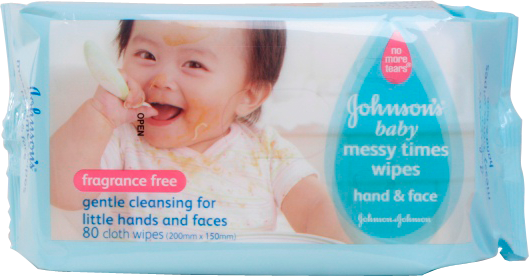 no
more
tears
Johnson's
baby
messy times
wipes
hand & face
Johnson & Johnson
OPEN
fragrance free
gentle cleansing for
little hands and faces
80 cloth wipes (200mm x 150mm)
Johnson's